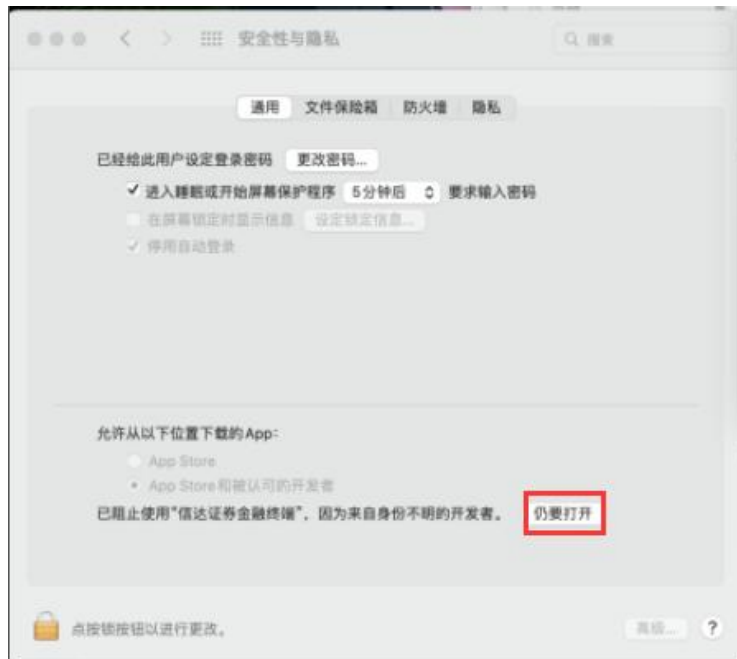 安全性与隐私
搜索
通用 文件保险箱 防火墙 隐私
已经给此用户设定登录密码 更改密码...
进入睡眠或开始屏幕保护程序 5分钟后 要求输入密码
在屏幕锁定时显示信息 设定锁定信息...
停用自动登录
允许从以下位置下载的App:
App Store
App Store和被认可的开发者
已阻止使用“信达证券金融终端”，因为来自身份不明的开发者。 仍要打开
点按锁按钮以进行更改。
高级... ?